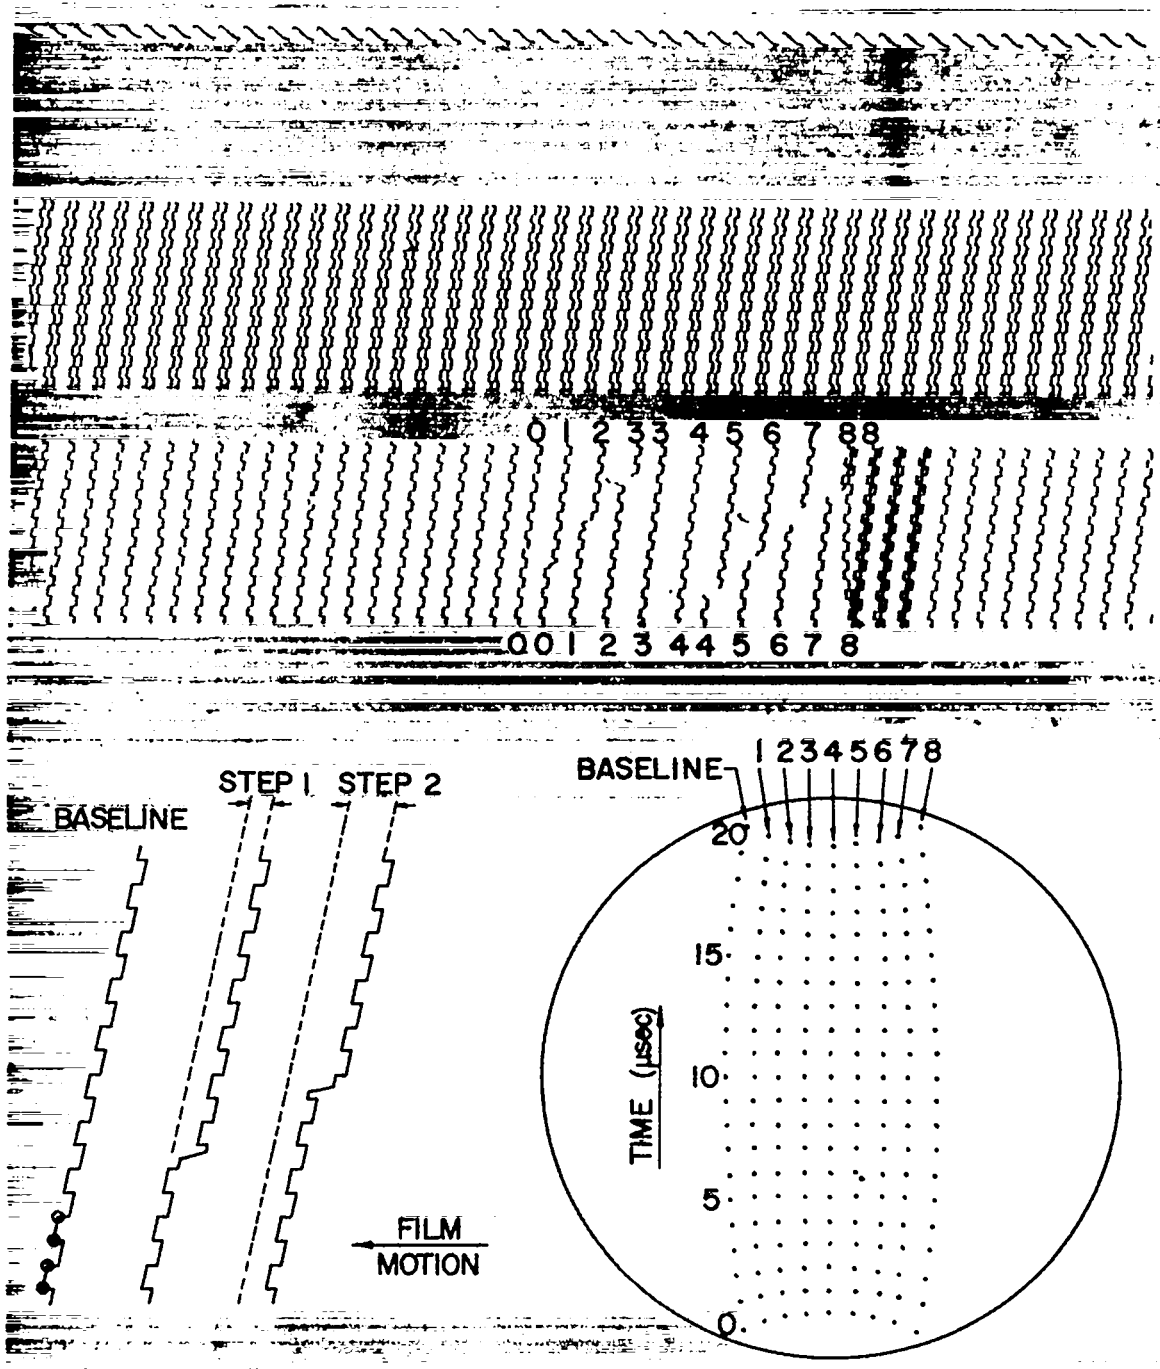 0 1 2 3 3 4 5 6 7 8 8
0 0 1 2 3 4 4 5 6 7 8
STEP 1 STEP 2
BASELINE
FILM
MOTION
1 2 3 4 5 6 7 8
BASELINE
20
15
10
5
0
TIME (μsec)